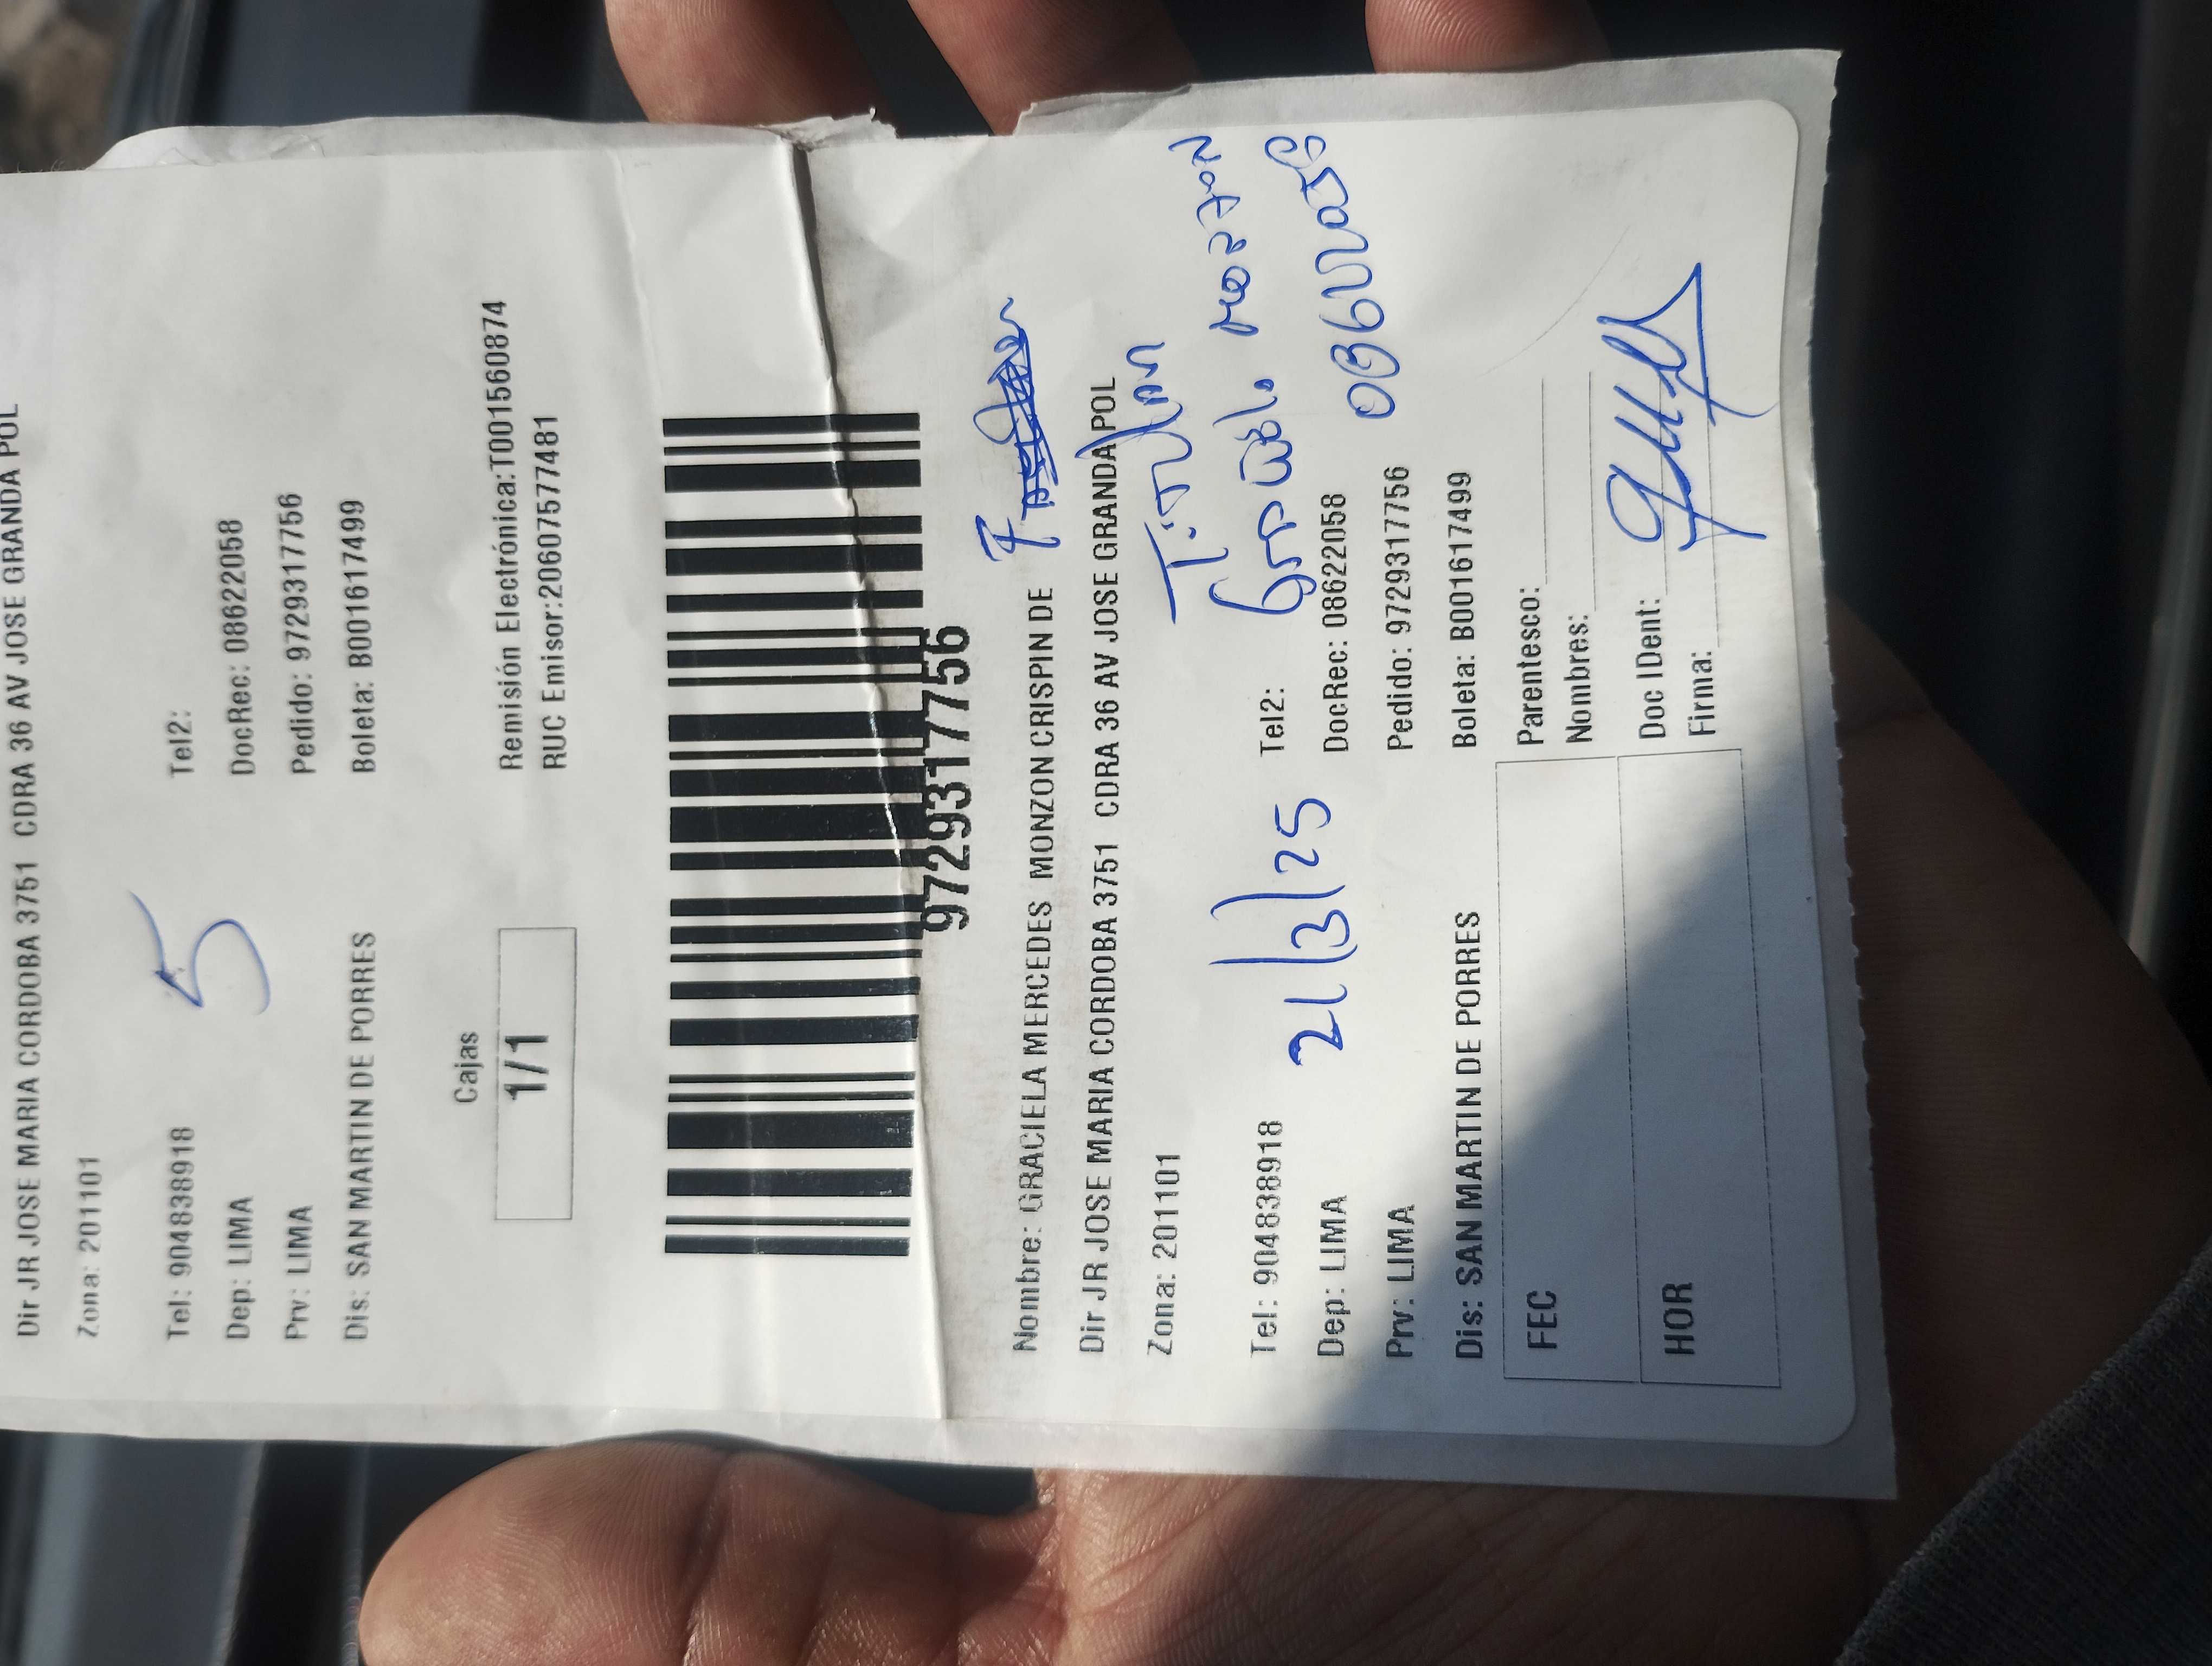 Dir JR JOSE MARIA CORDOBA 3751 CDRA 36 AV JOSE GRANDA POL
Zona: 201101
5
Tel: 904838918 Tel2:
Dep: LIMA DocRec: 08622058
Prv: LIMA Pedido: 9729317756
Dis: SAN MARTIN DE PORRES Boleta: B001617499
Cajas
1/1
Remisión Electrónica:T001560874
RUC Emisor:20607577481
9729317756
Nombre: GRACIELA MERCEDES MONZON CRISPIN DE
Dir JR JOSE MARIA CORDOBA 3751 CDRA 36 AV JOSE GRANDA POL
Zona: 201101
Tel: 904838918 21/3/25 Tel2:
Dep: LIMA DocRec: 08622058
Prv: LIMA Pedido: 9729317756
Dis: SAN MARTIN DE PORRES Boleta: B001617499
FEC Parentesco:
Nombres:
HOR Doc IDent:
Firma: